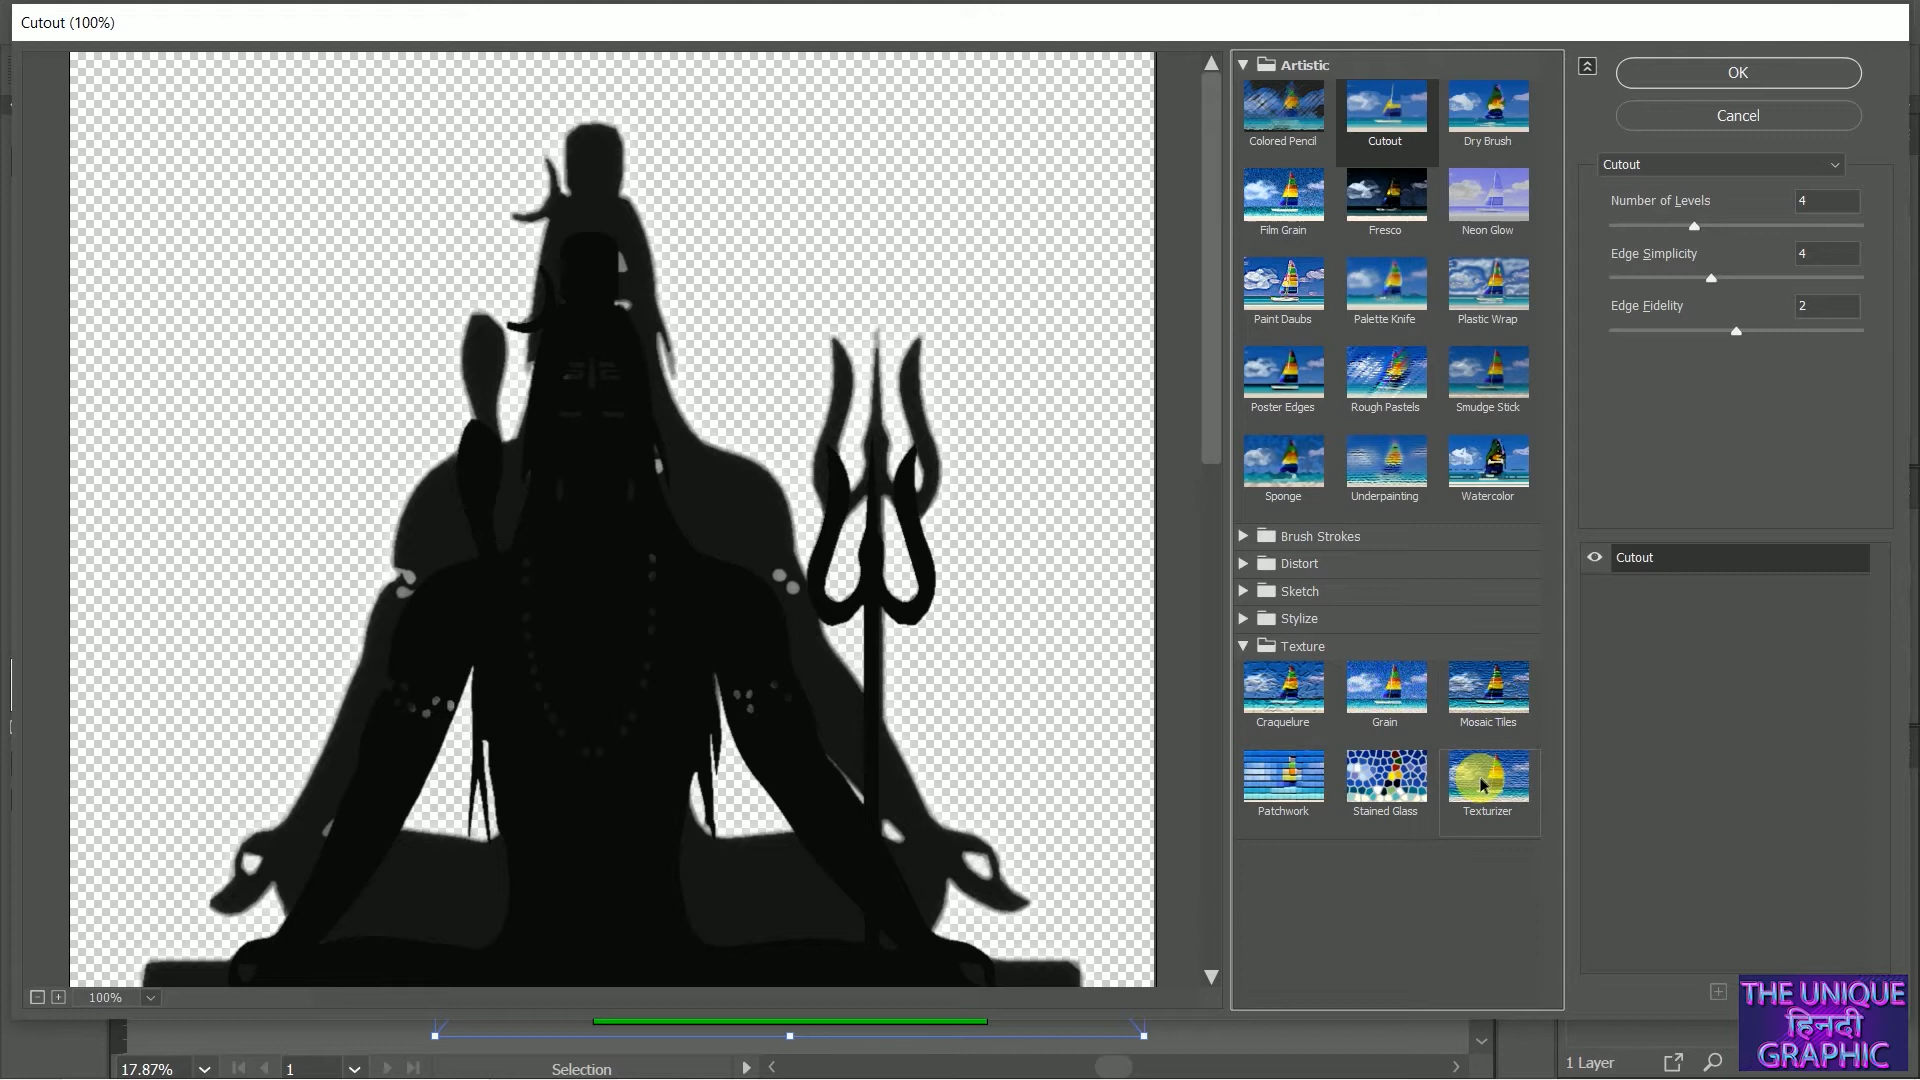 Cutout (100%)
Artistic
Colored Pencil
Cutout
Dry Brush
Film Grain
Fresco
Neon Glow
Paint Daubs
Palette Knife
Plastic Wrap
Poster Edges
Rough Pastels
Smudge Stick
Sponge
Underpainting
Watercolor
Brush Strokes
Distort
Sketch
Stylize
Texture
Craquelure
Grain
Mosaic Tiles
Patchwork
Stained Glass
Texturizer
OK
Cancel
Cutout
Number of Levels 4
Edge Simplicity 4
Edge Fidelity 2
Cutout
100%
17.87%
1
Selection
1 Layer
THE UNIQUE
हिनदी
GRAPHIC